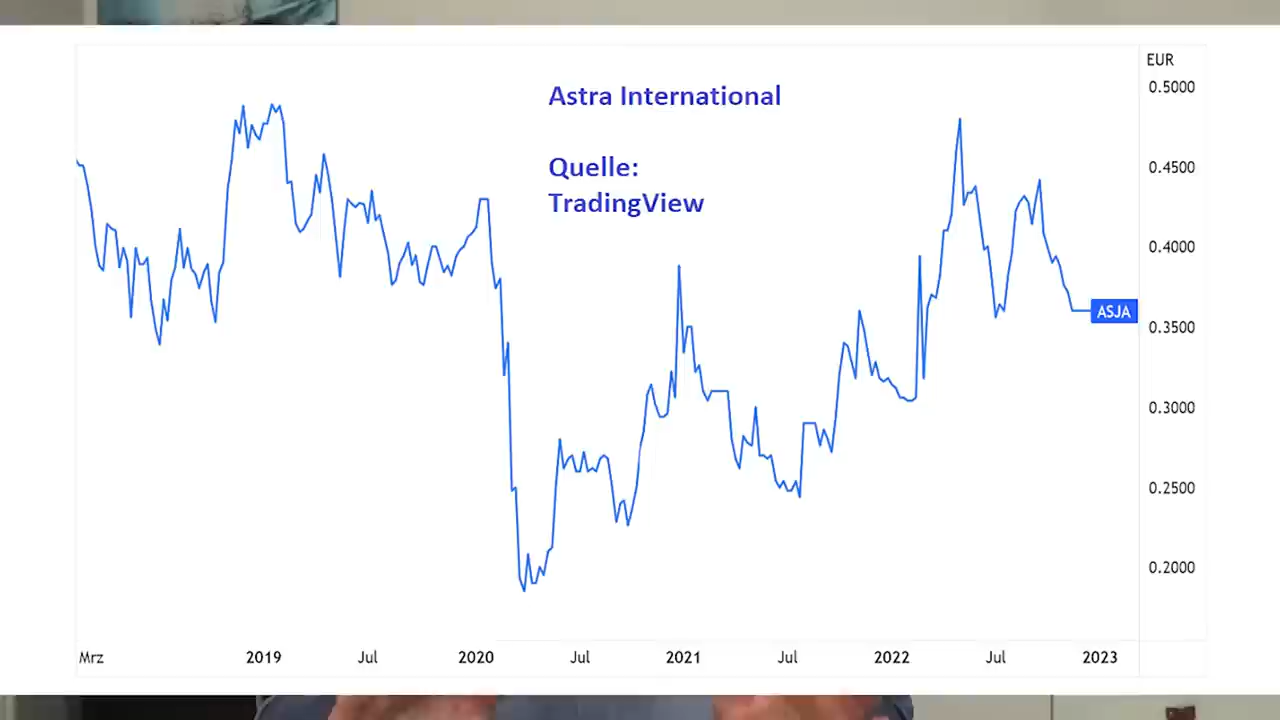 Astra International
Quelle:
TradingView
EUR
0.5000
0.4500
0.4000
0.3500
0.3000
0.2500
0.2000
ASJA
Mrz 2019 Jul 2020 Jul 2021 Jul 2022 Jul 2023